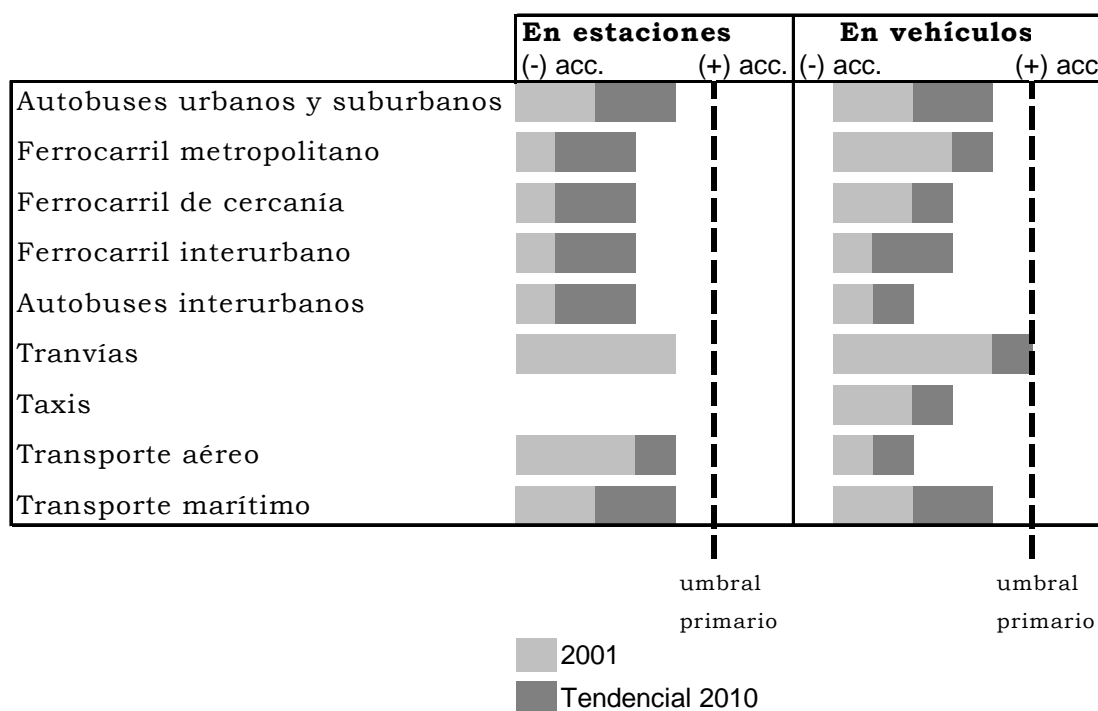 En estaciones En vehículos
(-) acc. (+) acc. (-) acc. (+) acc
Autobuses urbanos y suburbanos
Ferrocarril metropolitano
Ferrocarril de cercanía
Ferrocarril interurbano
Autobuses interurbanos
Tranvías
Taxis
Transporte aéreo
Transporte marítimo
umbral umbral
primario primario
2001
Tendencial 2010